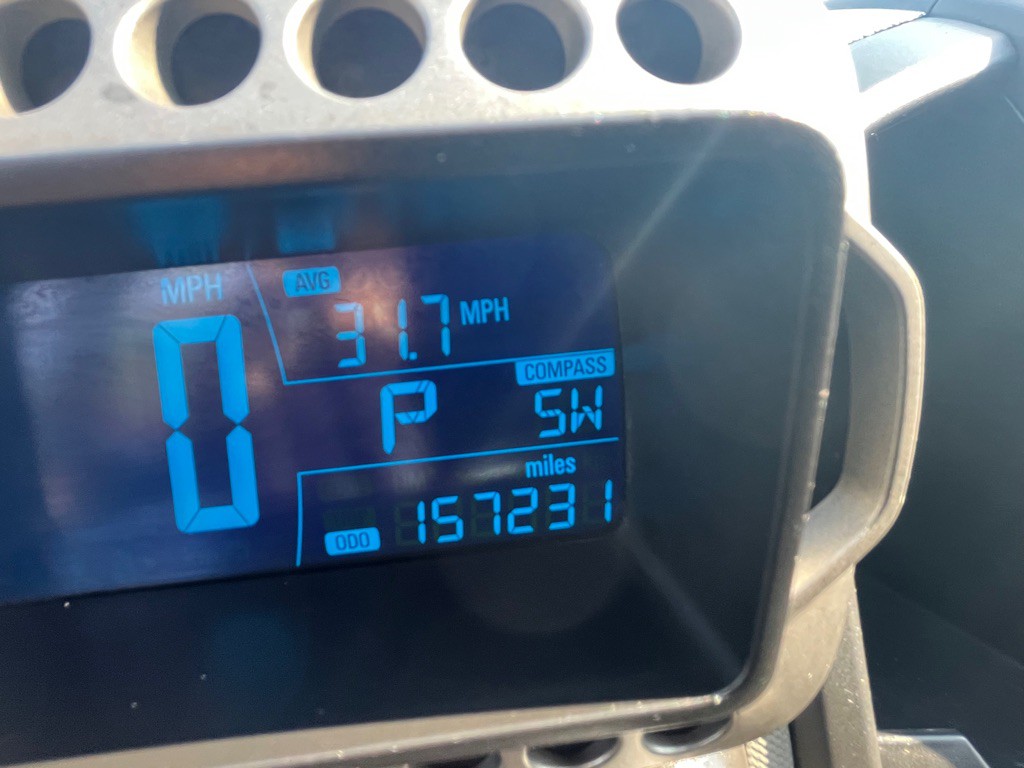 MPH
0
AVG
31.7 MPH
COMPASS
P SW
miles
ODO 157231